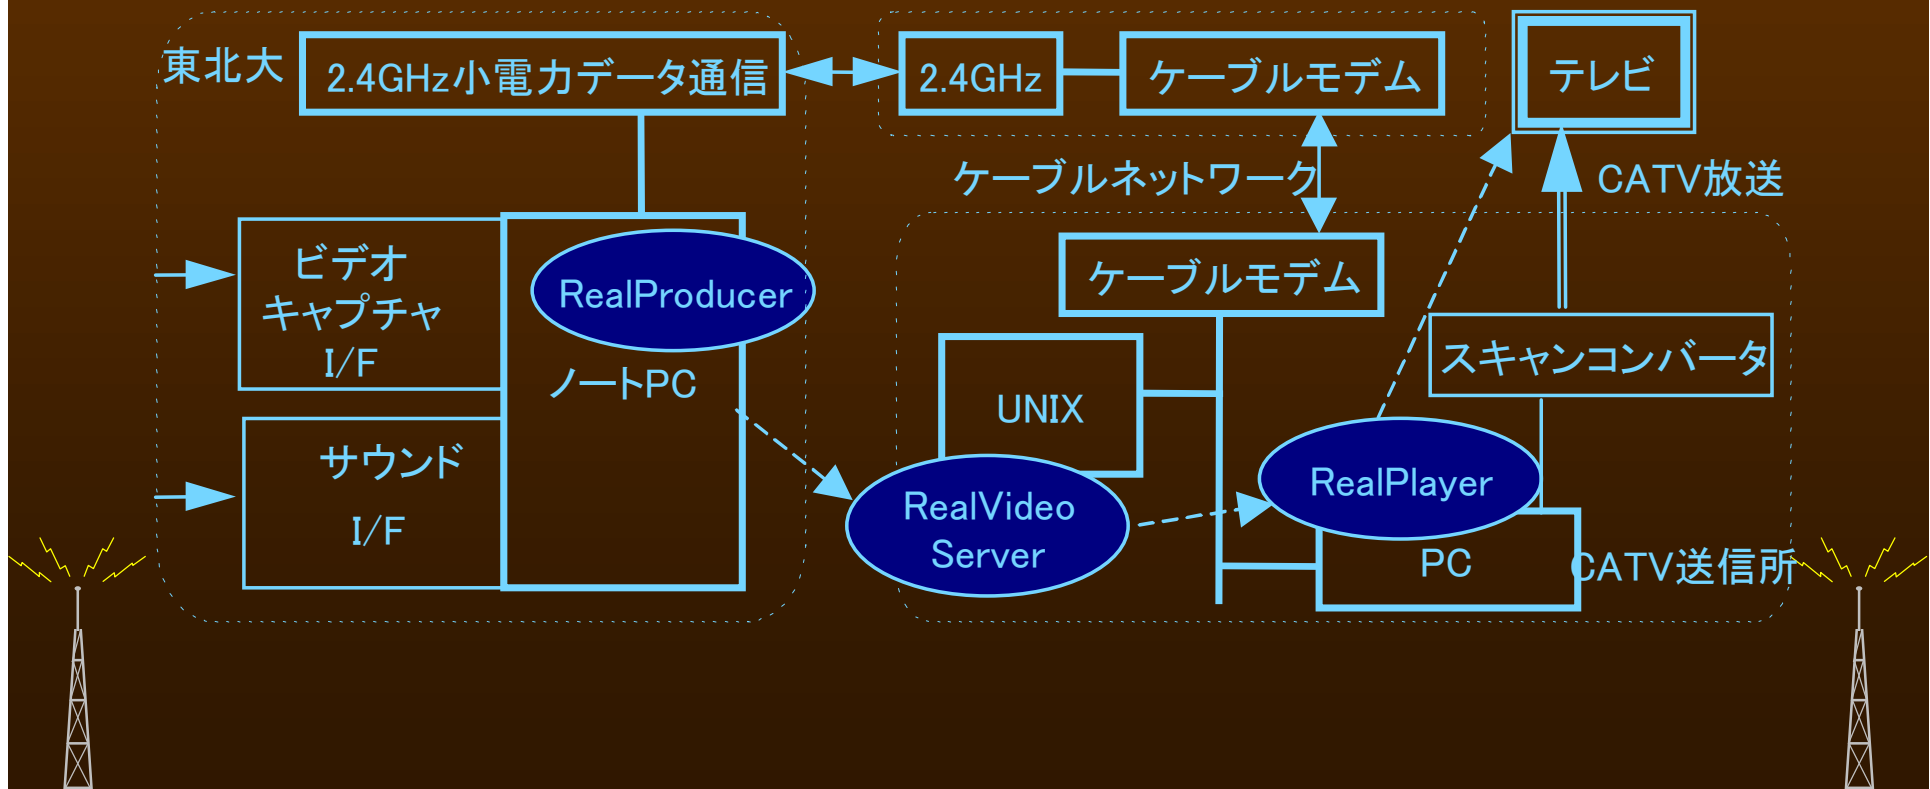 東北大
2.4GHz小電力データ通信
2.4GHz
ケーブルモデム
テレビ
ケーブルネットワーク
CATV放送
ビデオ
キャプチャ
I/F
RealProducer
ノートPC
サウンド
I/F
ケーブルモデム
スキャンコンバータ
UNIX
RealVideo
Server
RealPlayer
PC
CATV送信所